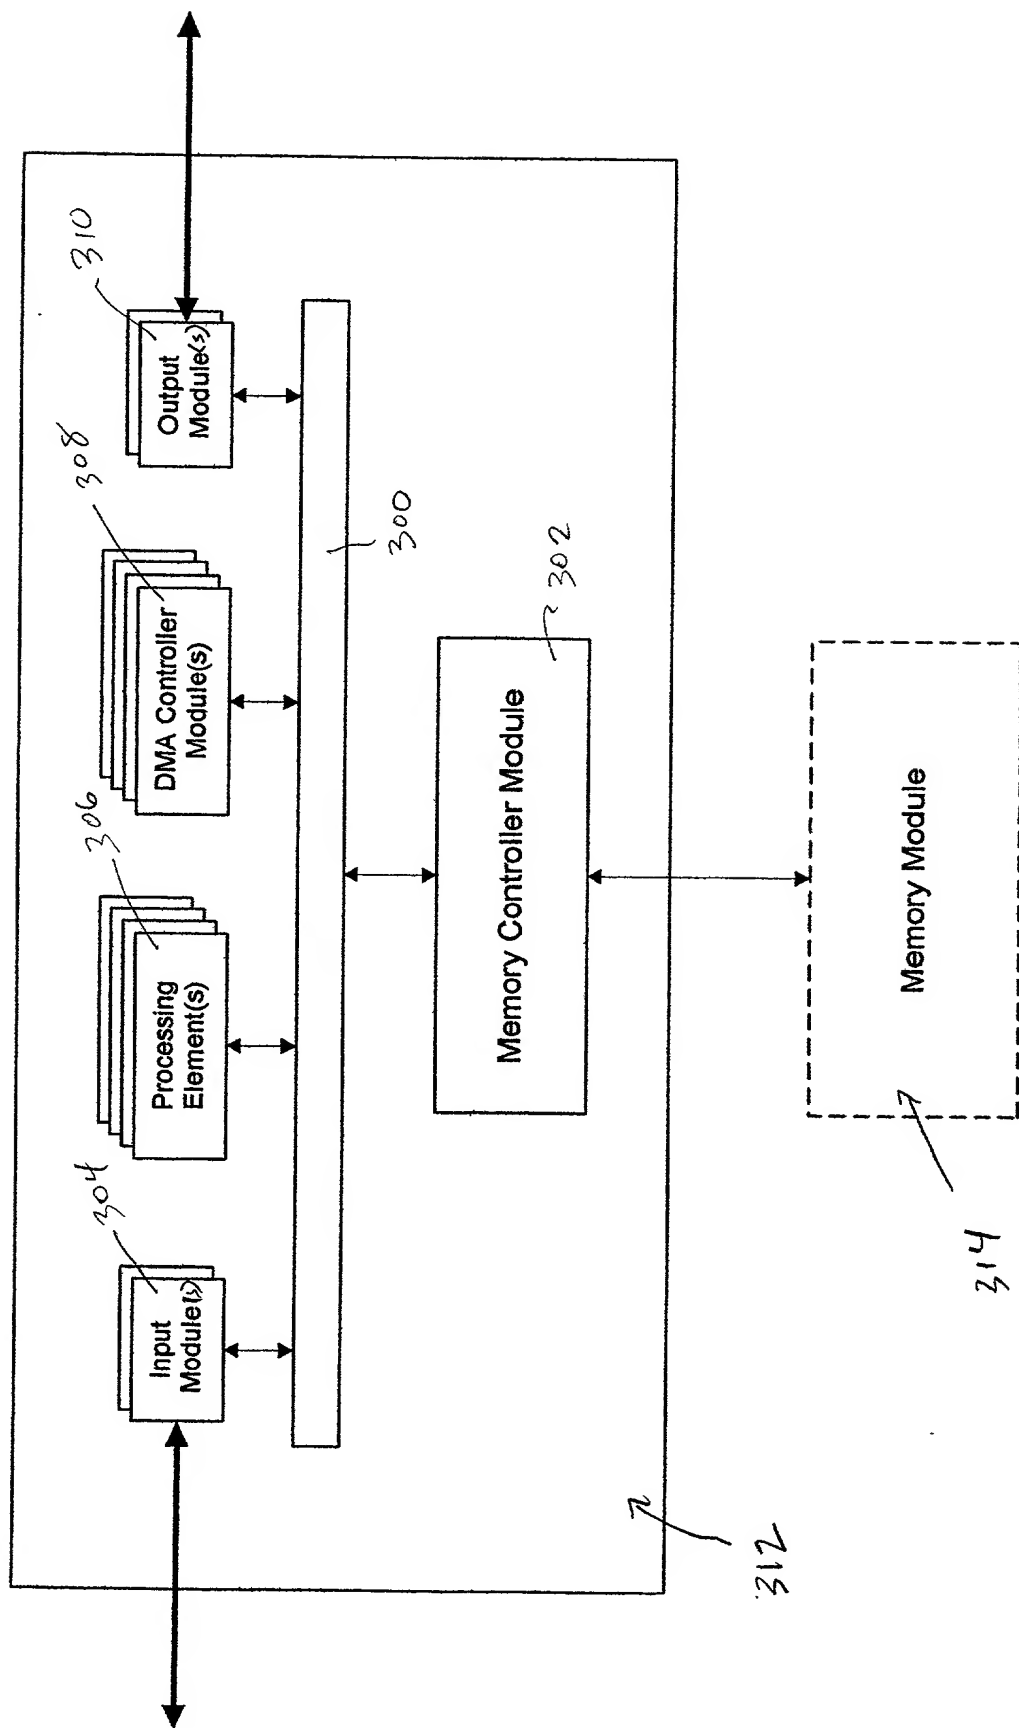 304
Input
Module(s)
306
Processing
Element(s)
308
DMA Controller
Module(s)
310
Output
Module(s)
300
302
Memory Controller Module
312
314
Memory Module